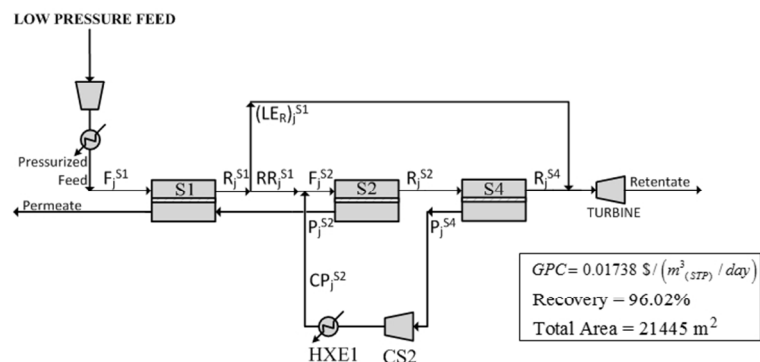 LOW PRESSURE FEED
(LE_R)_j^S1
Pressurized
Feed
F_j^S1
S1
R_j^S1
RR_j^S1
F_j^S2
S2
R_j^S2
S4
R_j^S4
Retentate
TURBINE
Permeate
P_j^S2
P_j^S4
CP_j^S2
HXE1
CS2
GPC = 0.01738 $/(m³(STP) / day)
Recovery = 96.02%
Total Area = 21445 m²